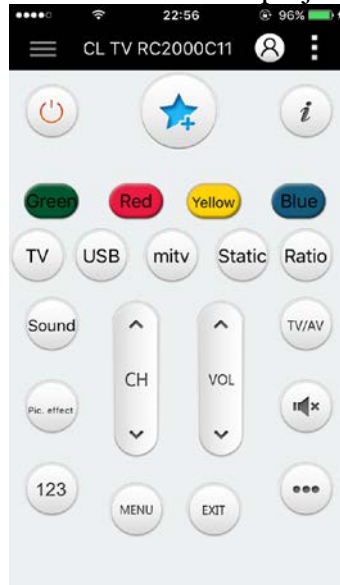 22:56 96%
CL TV RC2000C11
i
Green Red Yellow Blue
TV USB mitv Static Ratio
Sound CH VOL TV/AV
Pic. effect
123 MENU EXIT